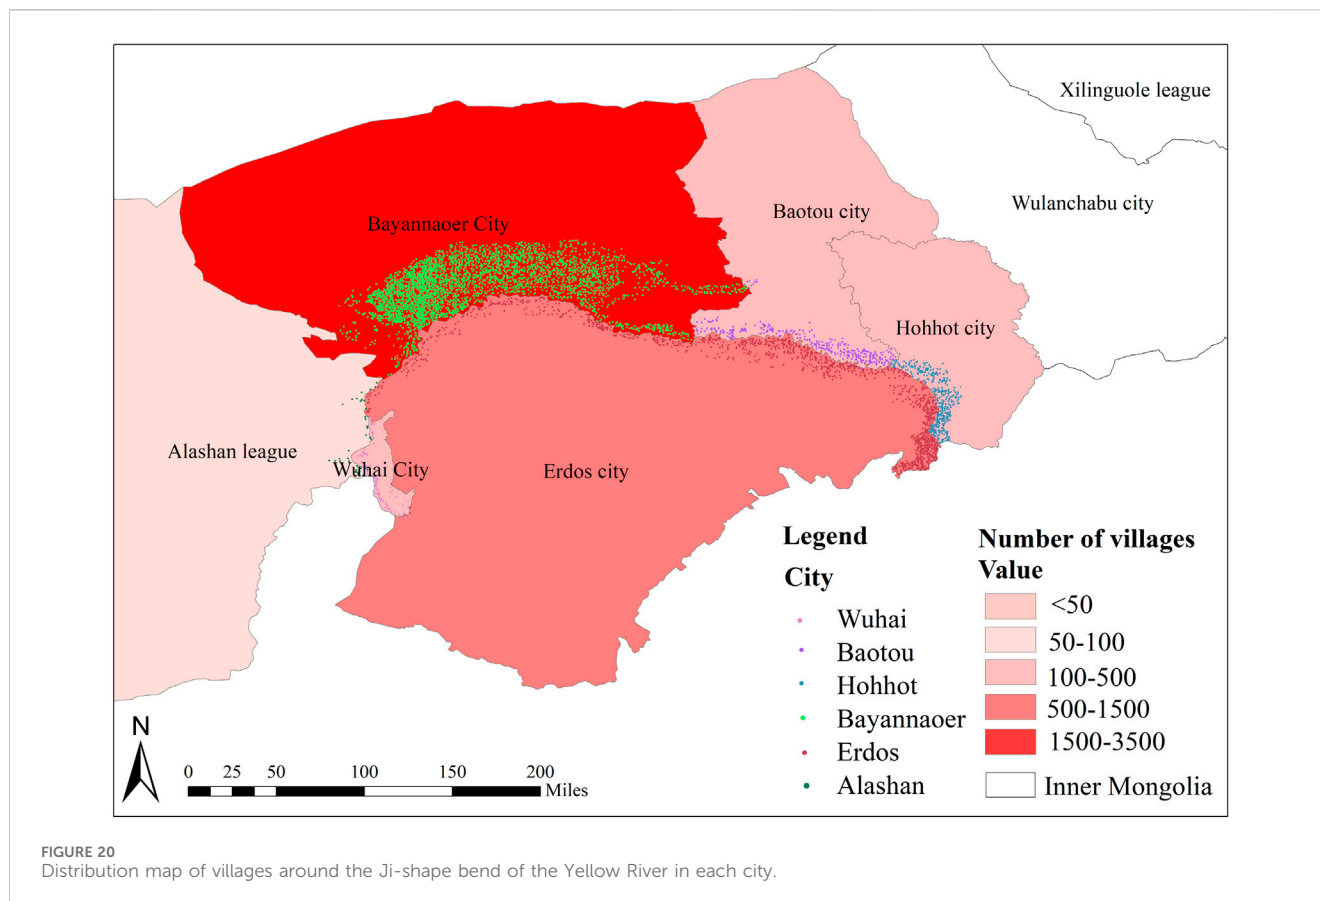 Xilinguole league
Wulanchabu city
Baotou city
Bayannaoer City
Hohhot city
Alashan league
Wuhai City
Erdos city
Legend
City
Wuhai
Baotou
Hohhot
Bayannaoer
Erdos
Alashan
Number of villages
Value
<50
50-100
100-500
500-1500
1500-3500
Inner Mongolia
N
0 25 50 100 150 200
Miles
FIGURE 20
Distribution map of villages around the Ji-shape bend of the Yellow River in each city.